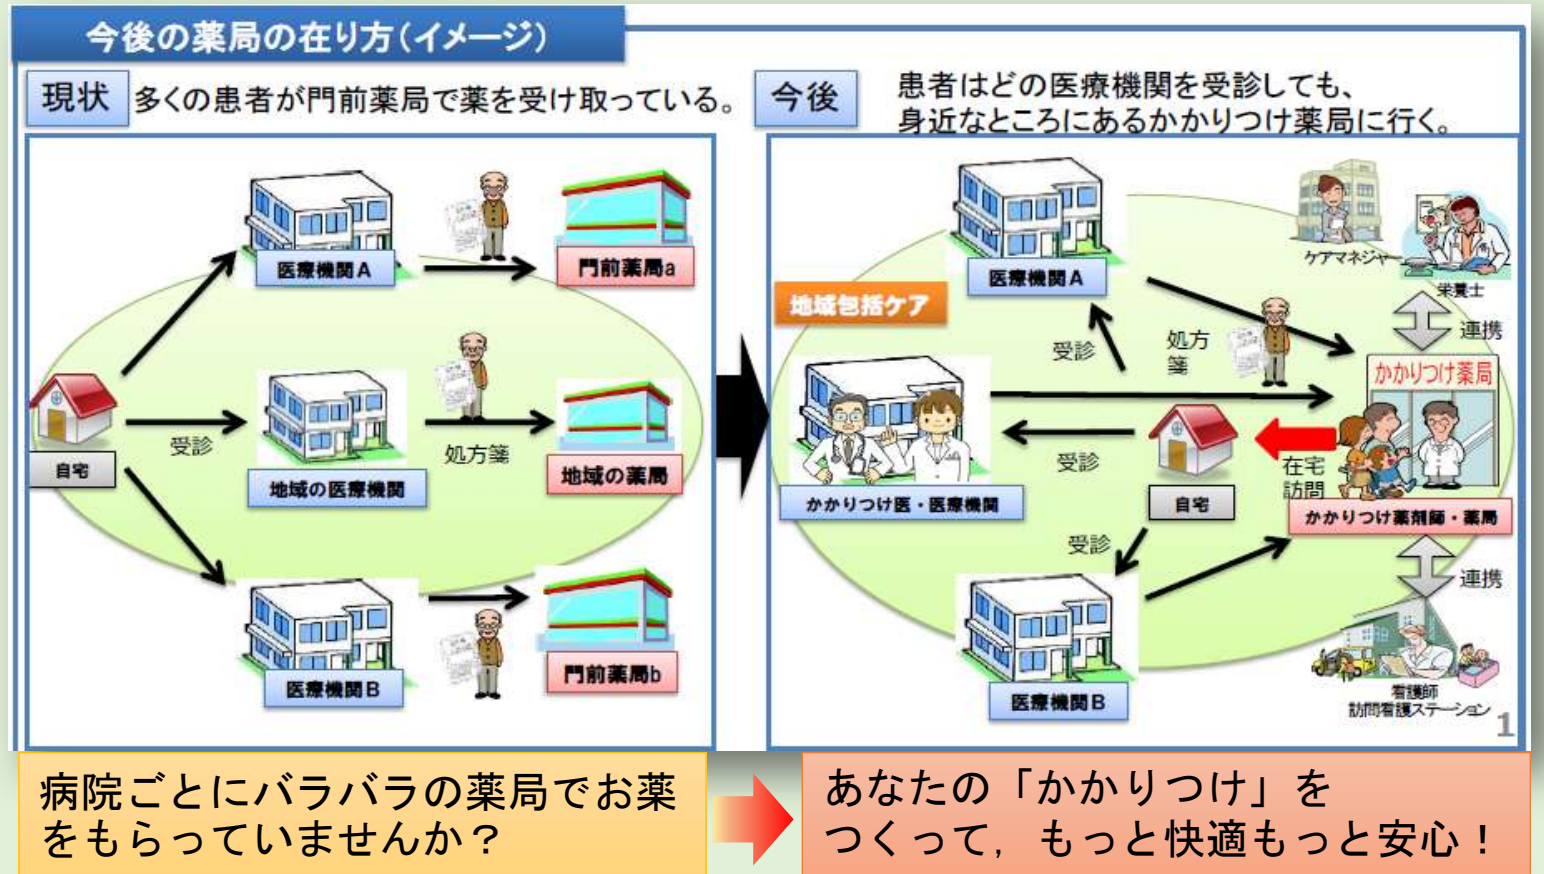 今後の薬局の在り方(イメージ)
現状
多くの患者が門前薬局で薬を受け取っている。
医療機関A
門前薬局a
自宅
受診
地域の医療機関
処方箋
地域の薬局
医療機関B
門前薬局b
今後
患者はどの医療機関を受診しても、
身近なところにあるかかりつけ薬局に行く。
地域包括ケア
医療機関A
ケアマネジャー
栄養士
連携
受診
処方
箋
かかりつけ薬局
かかりつけ医・医療機関
受診
自宅
在宅
訪問
かかりつけ薬剤師・薬局
受診
連携
医療機関B
看護師
訪問看護ステーション
1
病院ごとにバラバラの薬局でお薬
をもらっていませんか？
あなたの「かかりつけ」を
つくって，もっと快適もっと安心！